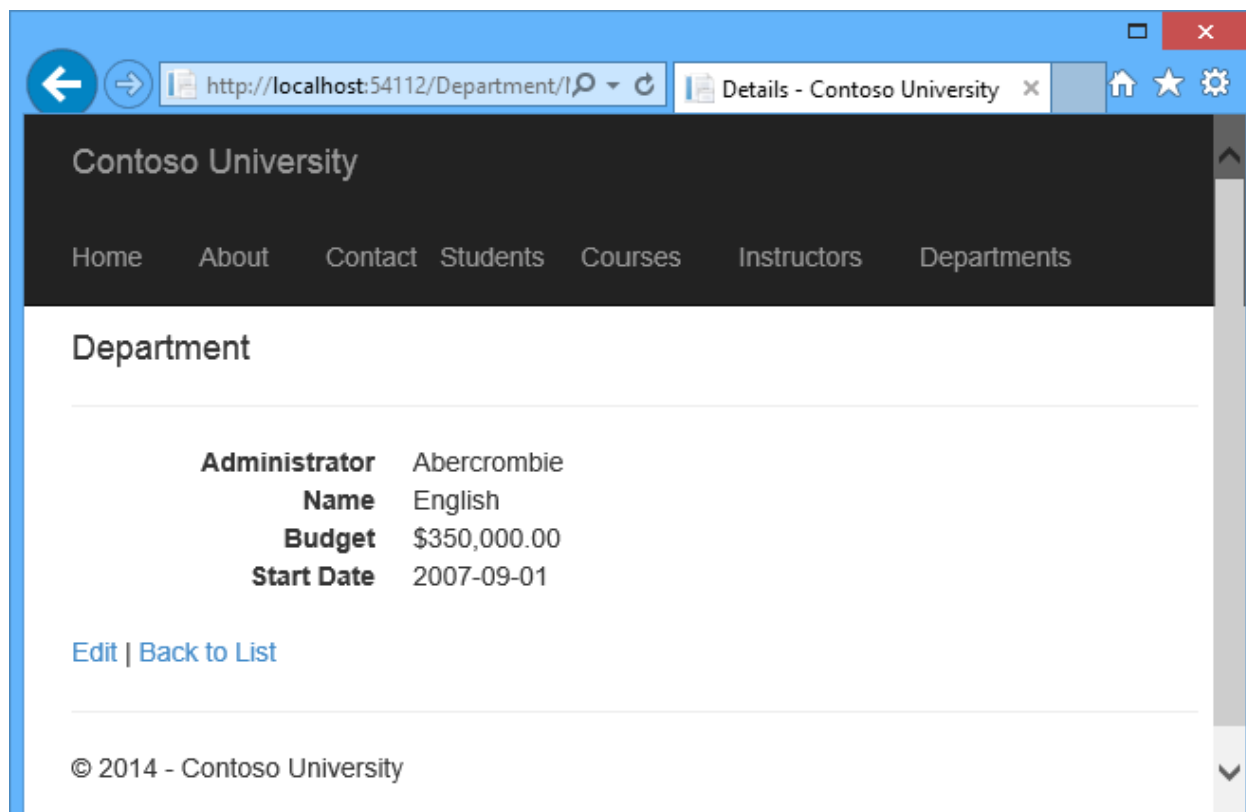 http://localhost:54112/Department/
Details - Contoso University
Contoso University
Home About Contact Students Courses Instructors Departments
Department
Administrator Abercrombie
Name English
Budget $350,000.00
Start Date 2007-09-01
Edit | Back to List
© 2014 - Contoso University